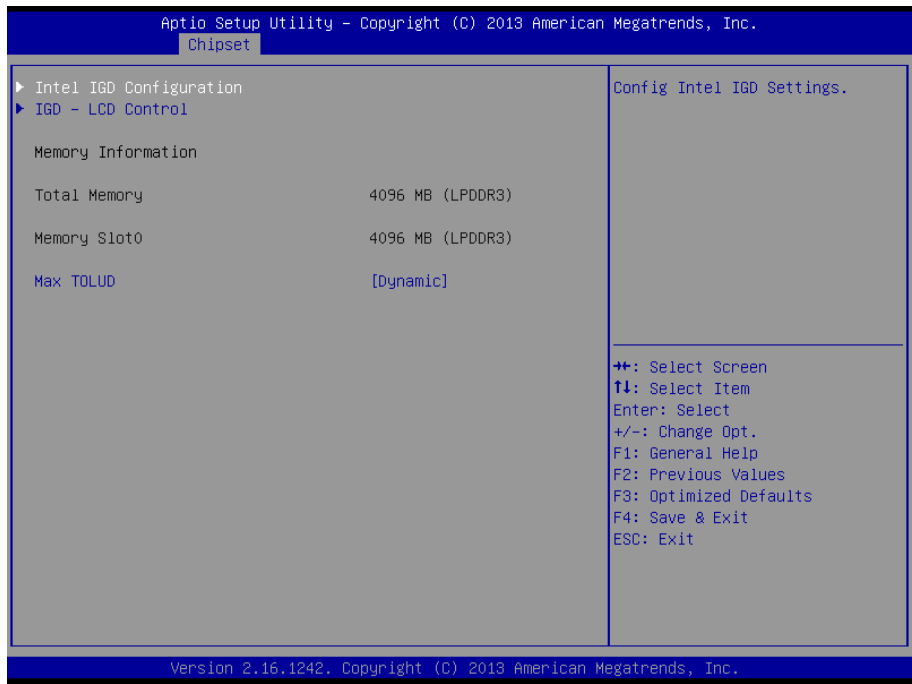 Aptio Setup Utility – Copyright (C) 2013 American Megatrends, Inc.
Chipset
▶ Intel IGD Configuration
▶ IGD – LCD Control
Memory Information
Total Memory 4096 MB (LPDDR3)
Memory Slot0 4096 MB (LPDDR3)
Max TOLUD [Dynamic]
Config Intel IGD Settings.
→←: Select Screen
↑↓: Select Item
Enter: Select
+/-: Change Opt.
F1: General Help
F2: Previous Values
F3: Optimized Defaults
F4: Save & Exit
ESC: Exit
Version 2.16.1242. Copyright (C) 2013 American Megatrends, Inc.